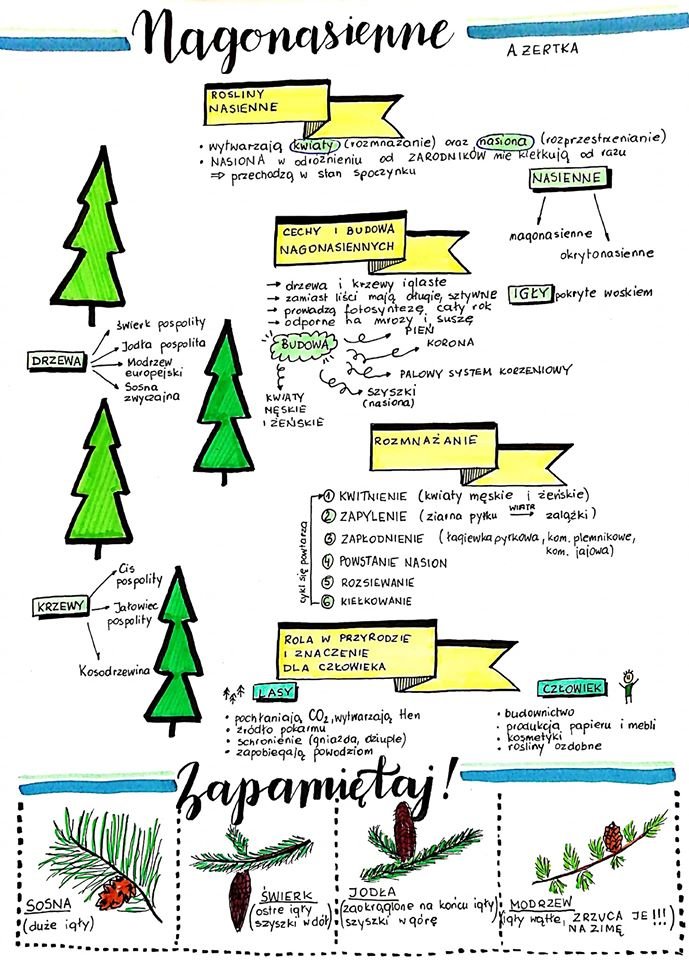 Nagonasienne
A ZERTKA
ROŚLINY
NASIENNE
• wytwarzają kwiaty (rozmnażanie) oraz nasiona (rozprzestrzenianie)
• NASIONA w odróżnieniu od ZARODNIKÓW nie kiełkują od razu
⇒ przechodzą w stan spoczynku
NASIENNE
nagonasienne
okrytonasienne
CECHY I BUDOWA
NAGONASIENNYCH
→ drzewa i krzewy iglaste
→ zamiast liści mają długie, sztywne IGŁY pokryte woskiem
→ prowadzą fotosyntezę cały rok
→ odporne na mrozy i suszę
BUDOWA
PIEŃ
KORONA
PALOWY SYSTEM KORZENIOWY
SZYSZKI
(nasiona)
KWIATY
MĘSKIE
I ŻEŃSKIE
DRZEWA
świerk pospolity
Jodła pospolita
Modrzew
europejski
Sosna
zwyczajna
ROZMNAŻANIE
cykl się powtarza
① KWITNIENIE (kwiaty męskie i żeńskie)
② ZAPYLENIE (ziarna pyłku WIATR → zalążki)
③ ZAPŁODNIENIE (łagiewka pyrkowa, kom. plemnikowe,
kom. jajowa)
④ POWSTANIE NASION
⑤ ROZSIEWANIE
⑥ KIEŁKOWANIE
KRZEWY
Cis
pospolity
Jałowiec
pospolity
Kosodrzewina
ROLA W PRZYRODZIE
I ZNACZENIE
DLA CZŁOWIEKA
LASY
• pochłaniają CO2, wytwarzają tlen
• źródło pokarmu
• schronienie (gniazda, dziuple)
• zapobiegają powodziom
CZŁOWIEK
• budownictwo
• produkcja papieru i mebli
• kosmetyki
• rośliny ozdobne
Zapamiętaj!
SOSNA
(duże igły)
ŚWIERK
(ostre igły
szyszki w dół)
JODŁA
(zaokrąglone na końcu igły)
szyszki w górę)
MODRZEW
(igły wątłe, ZRZUCA JE!!!)
NA ZIMĘ